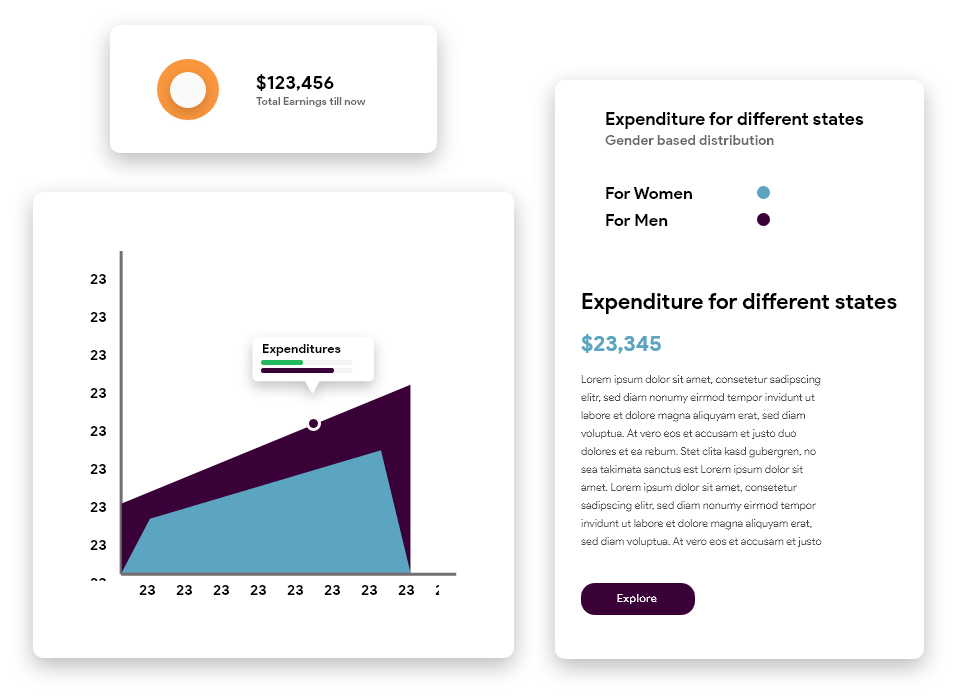 $123,456
Total Earnings till now
23
23
23
23
23
23
23
23
Expenditures
23 23 23 23 23 23 23 23
Expenditure for different states
Gender based distribution
For Women
For Men
Expenditure for different states
$23,345
Lorem ipsum dolor sit amet, consetetur sadipscing
elitr, sed diam nonumy eirmod tempor invidunt ut
labore et dolore magna aliquyam erat, sed diam
voluptua. At vero eos et accusam et justo duo
dolores et ea rebum. Stet clita kasd gubergren, no
sea takimata sanctus est Lorem ipsum dolor sit
amet. Lorem ipsum dolor sit amet, consetetur
sadipscing elitr, sed diam nonumy eirmod tempor
invidunt ut labore et dolore magna aliquyam erat,
sed diam voluptua. At vero eos et accusam et justo
Explore